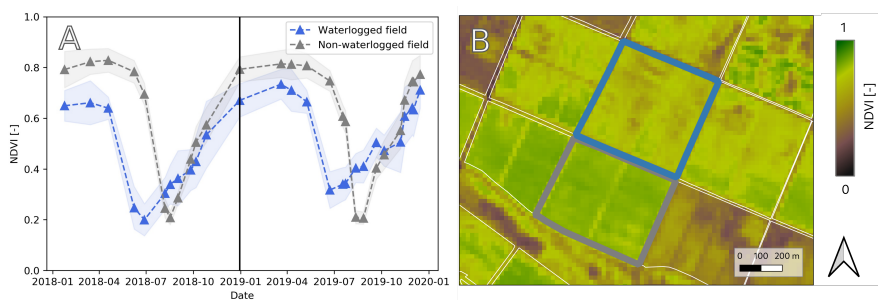 A
Waterlogged field
Non-waterlogged field
NDVI [-]
1.0
0.8
0.6
0.4
0.2
0.0
2018-01 2018-04 2018-07 2018-10 2019-01 2019-04 2019-07 2019-10 2020-01
Date
B
0 100 200 m
1
NDVI [-]
0